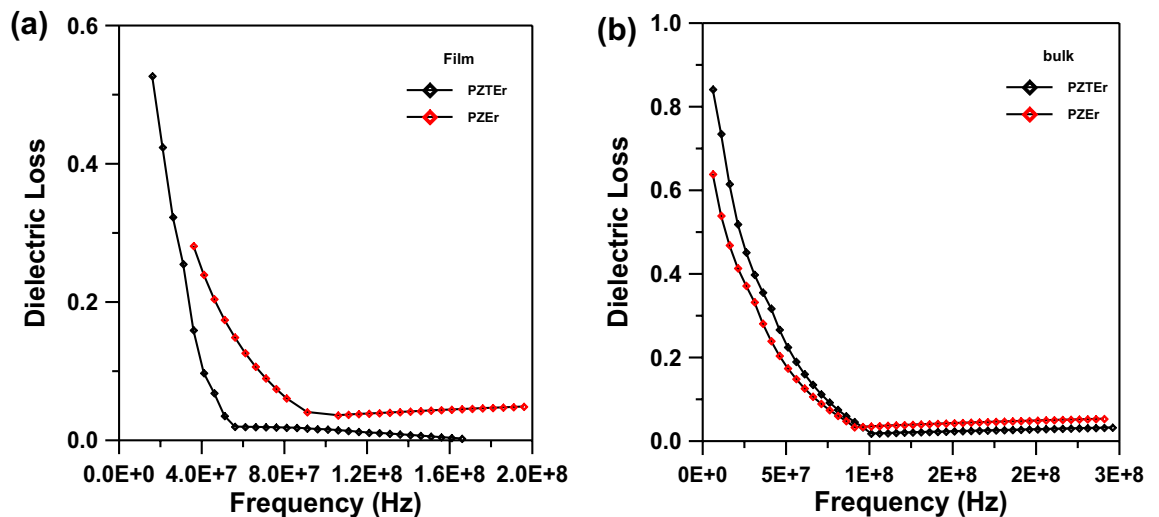 (a)
Film
PZTEr
PZEr
0.6
0.4
0.2
0.0
Dielectric Loss
0.0E+0 4.0E+7 8.0E+7 1.2E+8 1.6E+8 2.0E+8
Frequency (Hz)
(b)
bulk
PZTEr
PZEr
1.0
0.8
0.6
0.4
0.2
0.0
Dielectric Loss
0E+0 5E+7 1E+8 2E+8 2E+8 3E+8
Frequency (Hz)